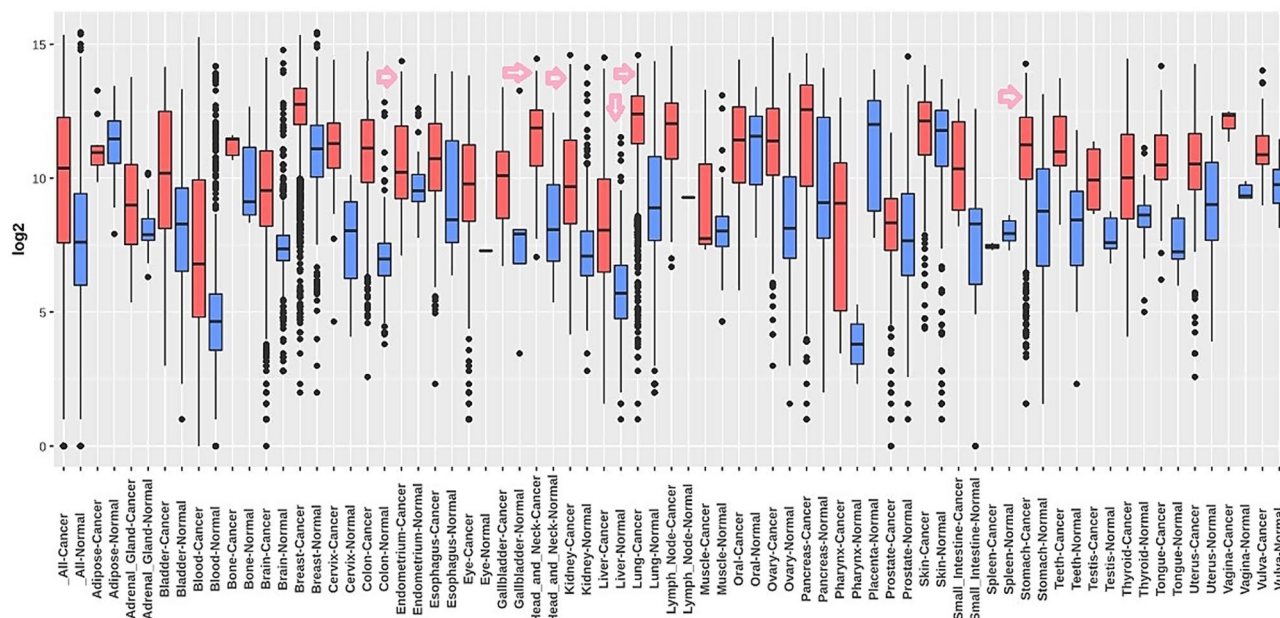 15
10
5
0
log2
_All-Cancer
_All-Normal
Adipose-Cancer
Adipose-Normal
Adrenal_Gland-Cancer
Adrenal_Gland-Normal
Bladder-Cancer
Bladder-Normal
Blood-Cancer
Blood-Normal
Bone-Cancer
Bone-Normal
Brain-Cancer
Brain-Normal
Breast-Cancer
Breast-Normal
Cervix-Cancer
Cervix-Normal
Colon-Cancer
Colon-Normal
Endometrium-Cancer
Endometrium-Normal
Esophagus-Cancer
Esophagus-Normal
Eye-Cancer
Eye-Normal
Gallbladder-Cancer
Gallbladder-Normal
Head_and_Neck-Cancer
Head_and_Neck-Normal
Kidney-Cancer
Kidney-Normal
Liver-Cancer
Liver-Normal
Lung-Cancer
Lung-Normal
Lymph_Node-Cancer
Lymph_Node-Normal
Muscle-Cancer
Muscle-Normal
Oral-Cancer
Oral-Normal
Ovary-Cancer
Ovary-Normal
Pancreas-Cancer
Pancreas-Normal
Pharynx-Cancer
Pharynx-Normal
Placenta-Normal
Prostate-Cancer
Prostate-Normal
Skin-Cancer
Skin-Normal
Small_Intestine-Cancer
Small_Intestine-Normal
Spleen-Cancer
Spleen-Normal
Stomach-Cancer
Stomach-Normal
Teeth-Cancer
Teeth-Normal
Testis-Cancer
Testis-Normal
Thyroid-Cancer
Thyroid-Normal
Tongue-Cancer
Tongue-Normal
Uterus-Cancer
Uterus-Normal
Vagina-Cancer
Vagina-Normal
Vulva-Cancer
Vulva-Normal